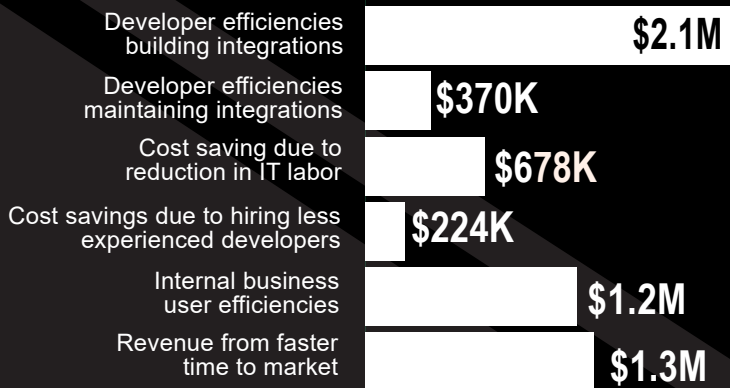 Developer efficiencies
building integrations
$2.1M
Developer efficiencies
maintaining integrations
$370K
Cost saving due to
reduction in IT labor
$678K
Cost savings due to hiring less
experienced developers
$224K
Internal business
user efficiencies
$1.2M
Revenue from faster
time to market
$1.3M